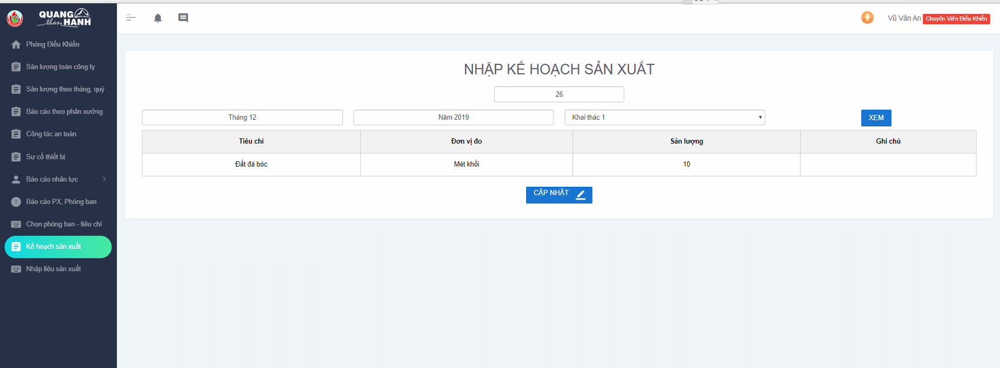 QUANG
than HANH
Vũ Văn An Chuyên Viên Điều Khiển
Phòng Điều Khiển
Sản lượng toàn công ty
Sản lượng theo tháng, quý
Báo cáo theo phân xưởng
Công tác an toàn
Sự cố thiết bị
Báo cáo nhân lực
Báo cáo PX, Phòng ban
Chọn phòng ban - tiêu chí
Kế hoạch sản xuất
Nhập liệu sản xuất
NHẬP KẾ HOẠCH SẢN XUẤT
26
Tháng 12 Năm 2019 Khai thác 1 XEM
Tiêu chí Đơn vị đo Sản lượng Ghi chú
Đất đá bóc Mét khối 10
CẬP NHẬT